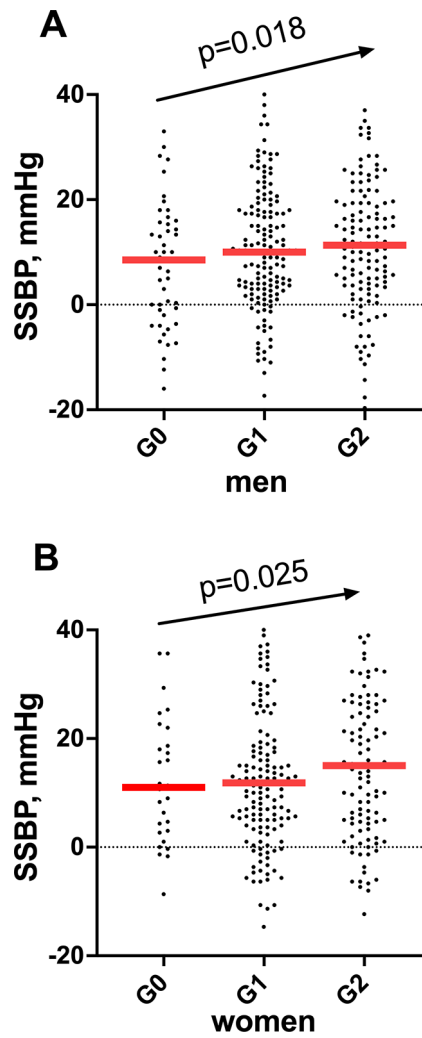 A
p=0.018
SSBP, mmHg
40
20
0
-20
G0 G1 G2
men
B
p=0.025
SSBP, mmHg
40
20
0
-20
G0 G1 G2
women